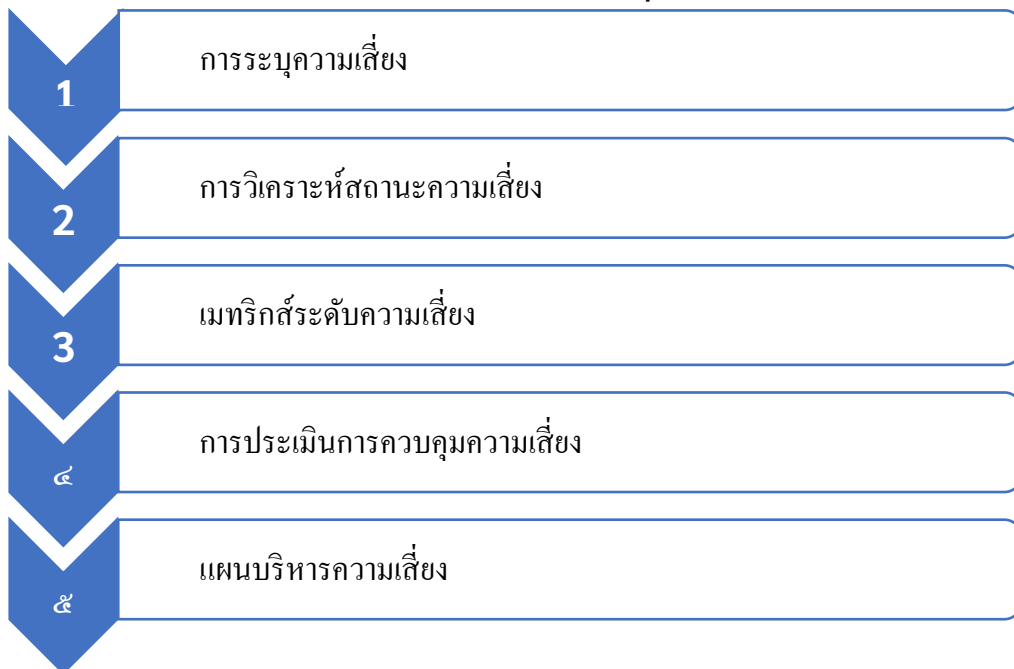 1
การระบุความเสี่ยง
2
การวิเคราะห์สถานะความเสี่ยง
3
เมทริกส์ระดับความเสี่ยง
๔
การประเมินการควบคุมความเสี่ยง
๕
แผนบริหารความเสี่ยง